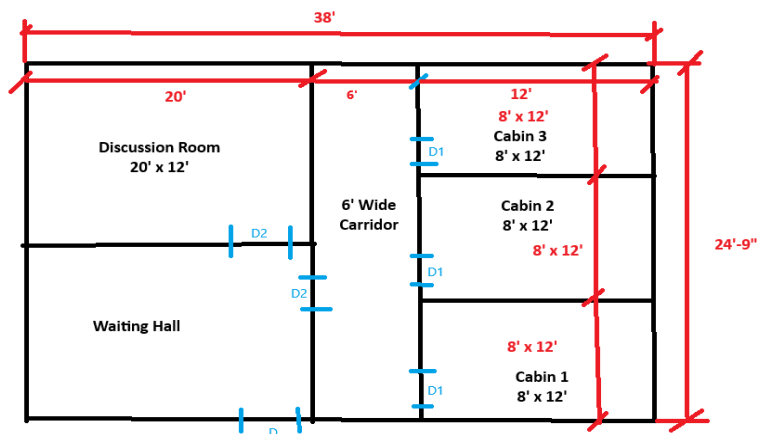 38'
20'
6'
12'
8' x 12'
Cabin 3
8' x 12'
D1
Discussion Room
20' x 12'
6' Wide
Carridor
Cabin 2
8' x 12'
8' x 12'
24'-9"
D2
D1
D2
Waiting Hall
8' x 12'
Cabin 1
8' x 12'
D1
D